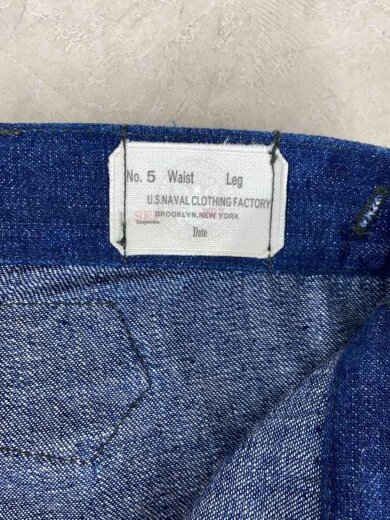 No. 5 Waist Leg
U.S.NAVAL CLOTHING FACTORY
BROOKLYN, NEW YORK
Date